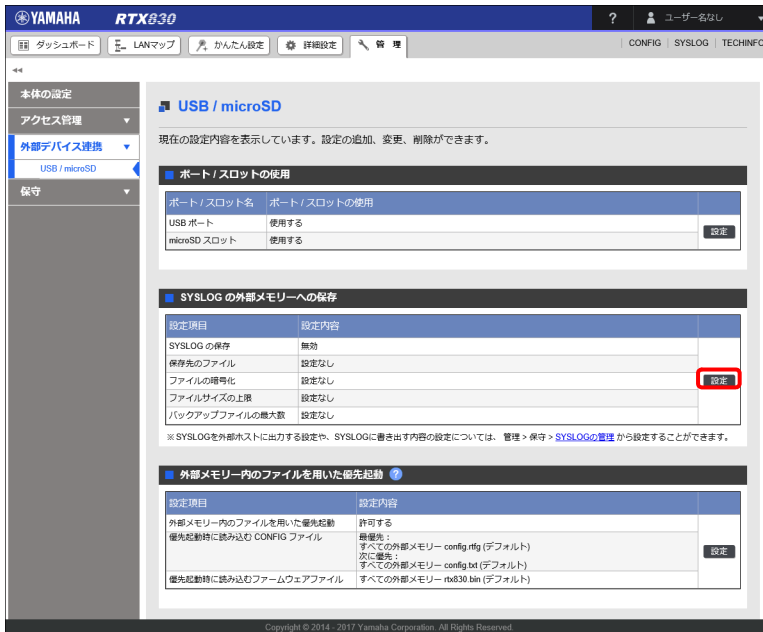 YAMAHA RTX830 ? ユーザー名なし
ダッシュボード LANマップ かんたん設定 詳細設定 管 理 CONFIG SYSLOG TECHINFO
本体の設定
アクセス管理
外部デバイス連携
USB / microSD
保守
USB / microSD
現在の設定内容を表示しています。設定の追加、変更、削除ができます。
ポート / スロットの使用
ポート / スロット名 ポート / スロットの使用
USB ポート 使用する
設定
microSD スロット 使用する
SYSLOG の外部メモリーへの保存
設定項目 設定内容
SYSLOG の保存 無効
保存先のファイル 設定なし
ファイルの暗号化 設定なし 設定
ファイルサイズの上限 設定なし
バックアップファイルの最大数 設定なし
※ SYSLOGを外部ホストに出力する設定や、SYSLOGに書き出す内容の設定については、 管理 > 保守 > SYSLOGの管理 から設定することができます。
外部メモリー内のファイルを用いた優先起動 ?
設定項目 設定内容
外部メモリー内のファイルを用いた優先起動 許可する
優先起動時に読み込む CONFIG ファイル 最優先 :
すべての外部メモリー config.rtfg (デフォルト)
次に優先 :
すべての外部メモリー config.txt (デフォルト)
設定
優先起動時に読み込むファームウェアファイル すべての外部メモリー rtx830.bin (デフォルト)
Copyright © 2014 - 2017 Yamaha Corporation. All Rights Reserved.